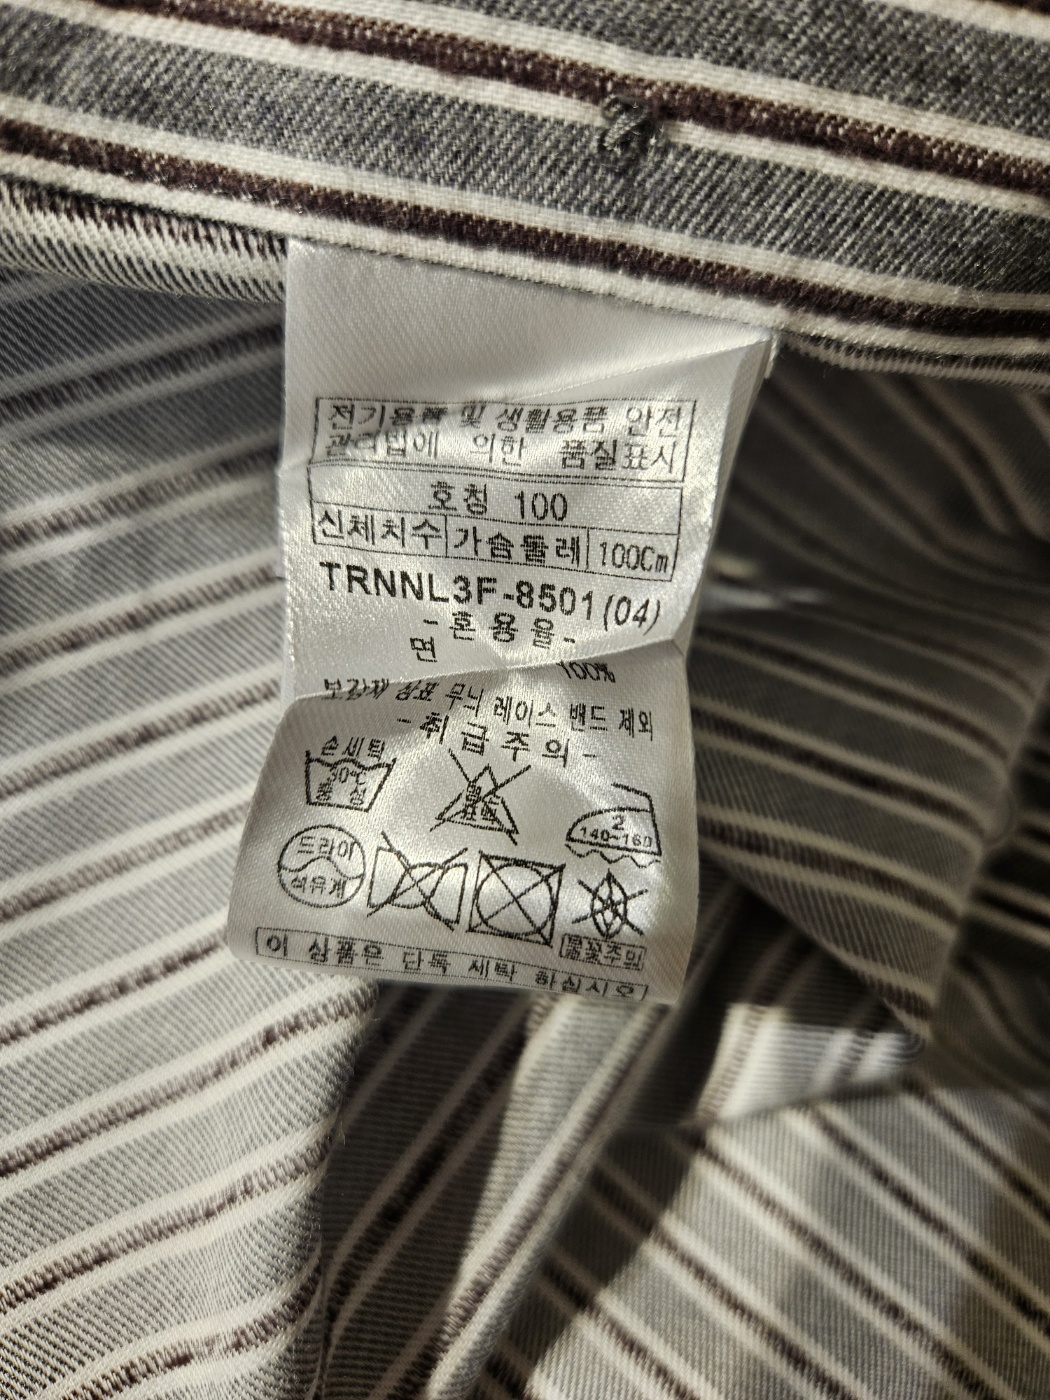 전기용품 및 생활용품 안전
관리법에 의한 품질표시
호칭 100
신체치수 가슴둘레 100Cm
TRNNL3F-8501(04)
-혼용율-
면 100%
보강재 상표 무늬 레이스 밴드 제외
-취급주의-
손세탁
30℃
중성
2
140~160
드라이
석유계
불꽃주의
이 상품은 단독 세탁 하십시오